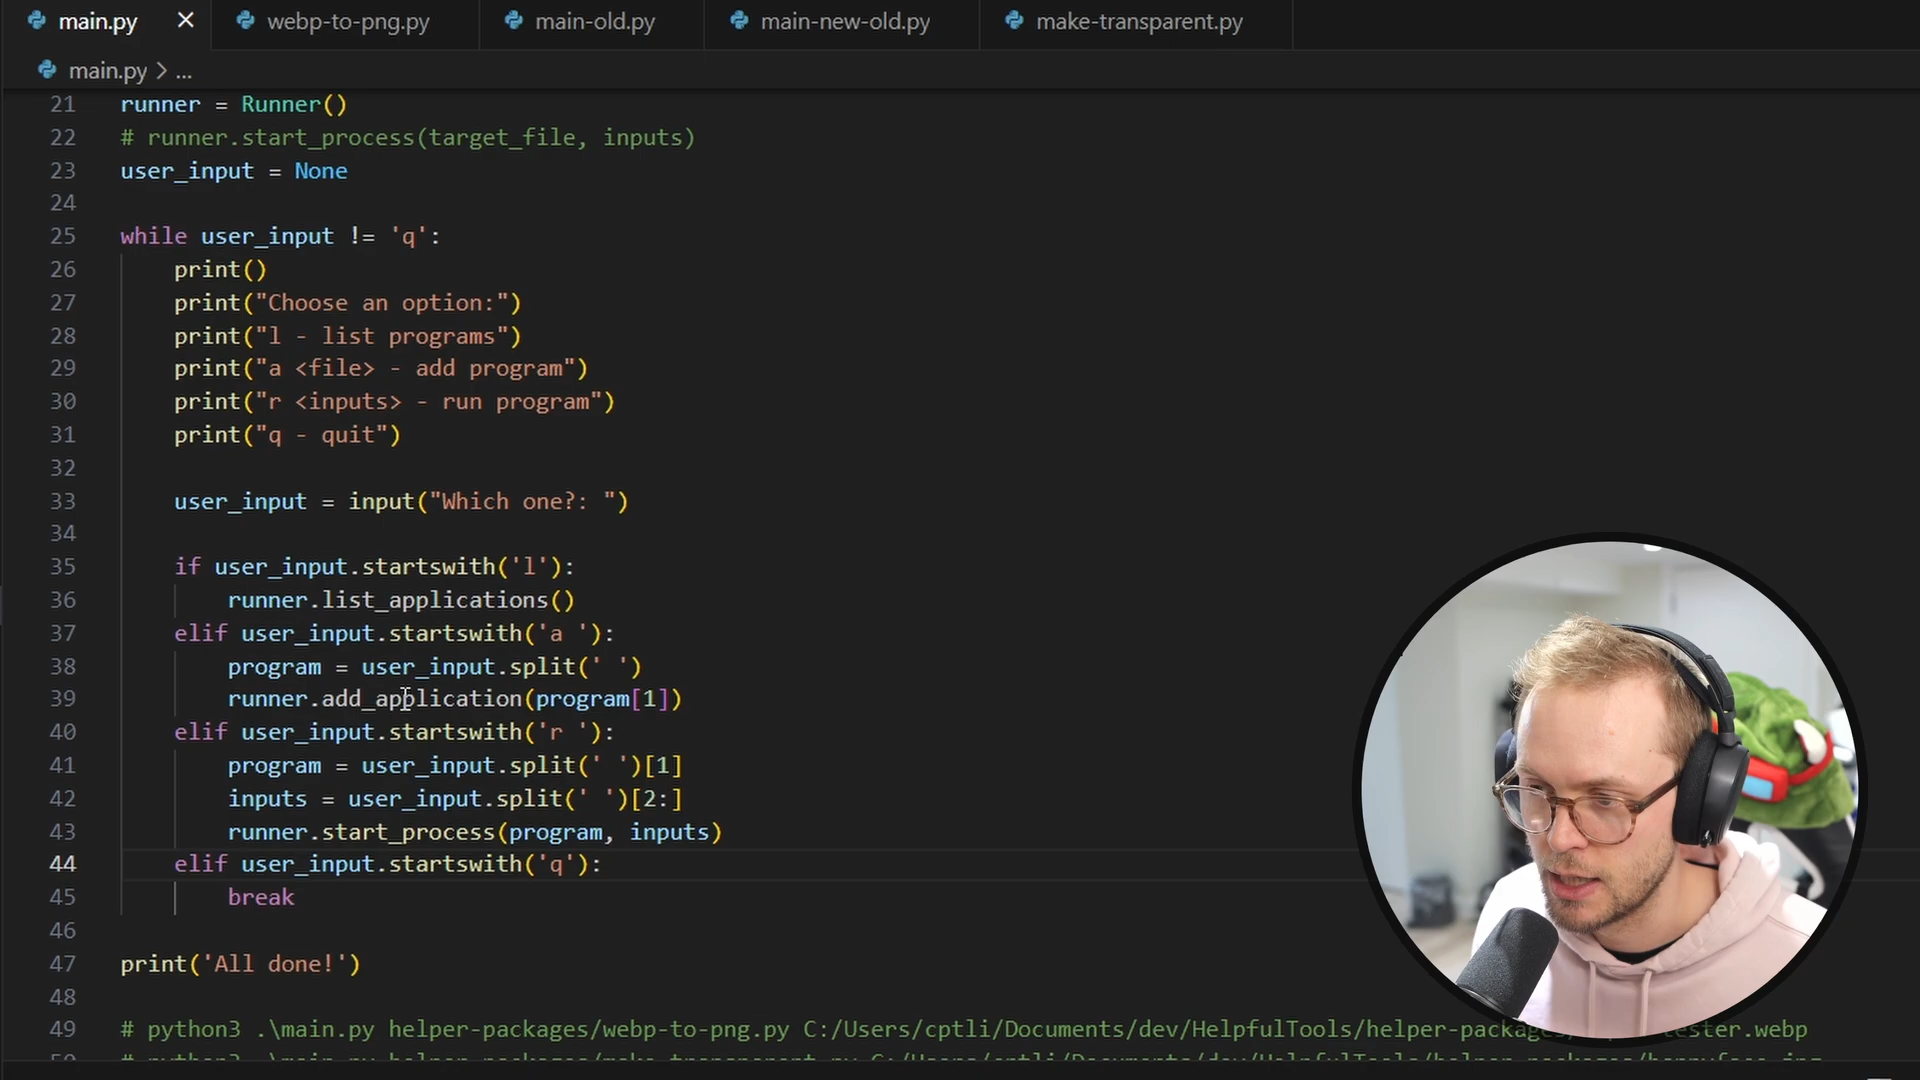 main.py webp-to-png.py main-old.py main-new-old.py make-transparent.py
main.py > ...
21 runner = Runner()
22 # runner.start_process(target_file, inputs)
23 user_input = None
24
25 while user_input != 'q':
26 print()
27 print("Choose an option:")
28 print("l - list programs")
29 print("a <file> - add program")
30 print("r <inputs> - run program")
31 print("q - quit")
32
33 user_input = input("Which one?: ")
34
35 if user_input.startswith('l'):
36 runner.list_applications()
37 elif user_input.startswith('a '):
38 program = user_input.split(' ')
39 runner.add_application(program[1])
40 elif user_input.startswith('r '):
41 program = user_input.split(' ')[1]
42 inputs = user_input.split(' ')[2:]
43 runner.start_process(program, inputs)
44 elif user_input.startswith('q'):
45 break
46
47 print('All done!')
48
49 # python3 .\main.py helper-packages/webp-to-png.py C:/Users/cptli/Documents/dev/HelpfulTools/helper-packages